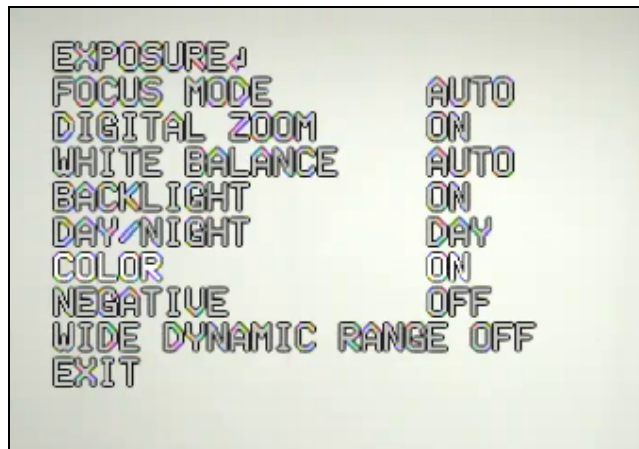 EXPOSURE↲
FOCUS MODE AUTO
DIGITAL ZOOM ON
WHITE BALANCE AUTO
BACKLIGHT ON
DAY/NIGHT DAY
COLOR ON
NEGATIVE OFF
WIDE DYNAMIC RANGE OFF
EXIT